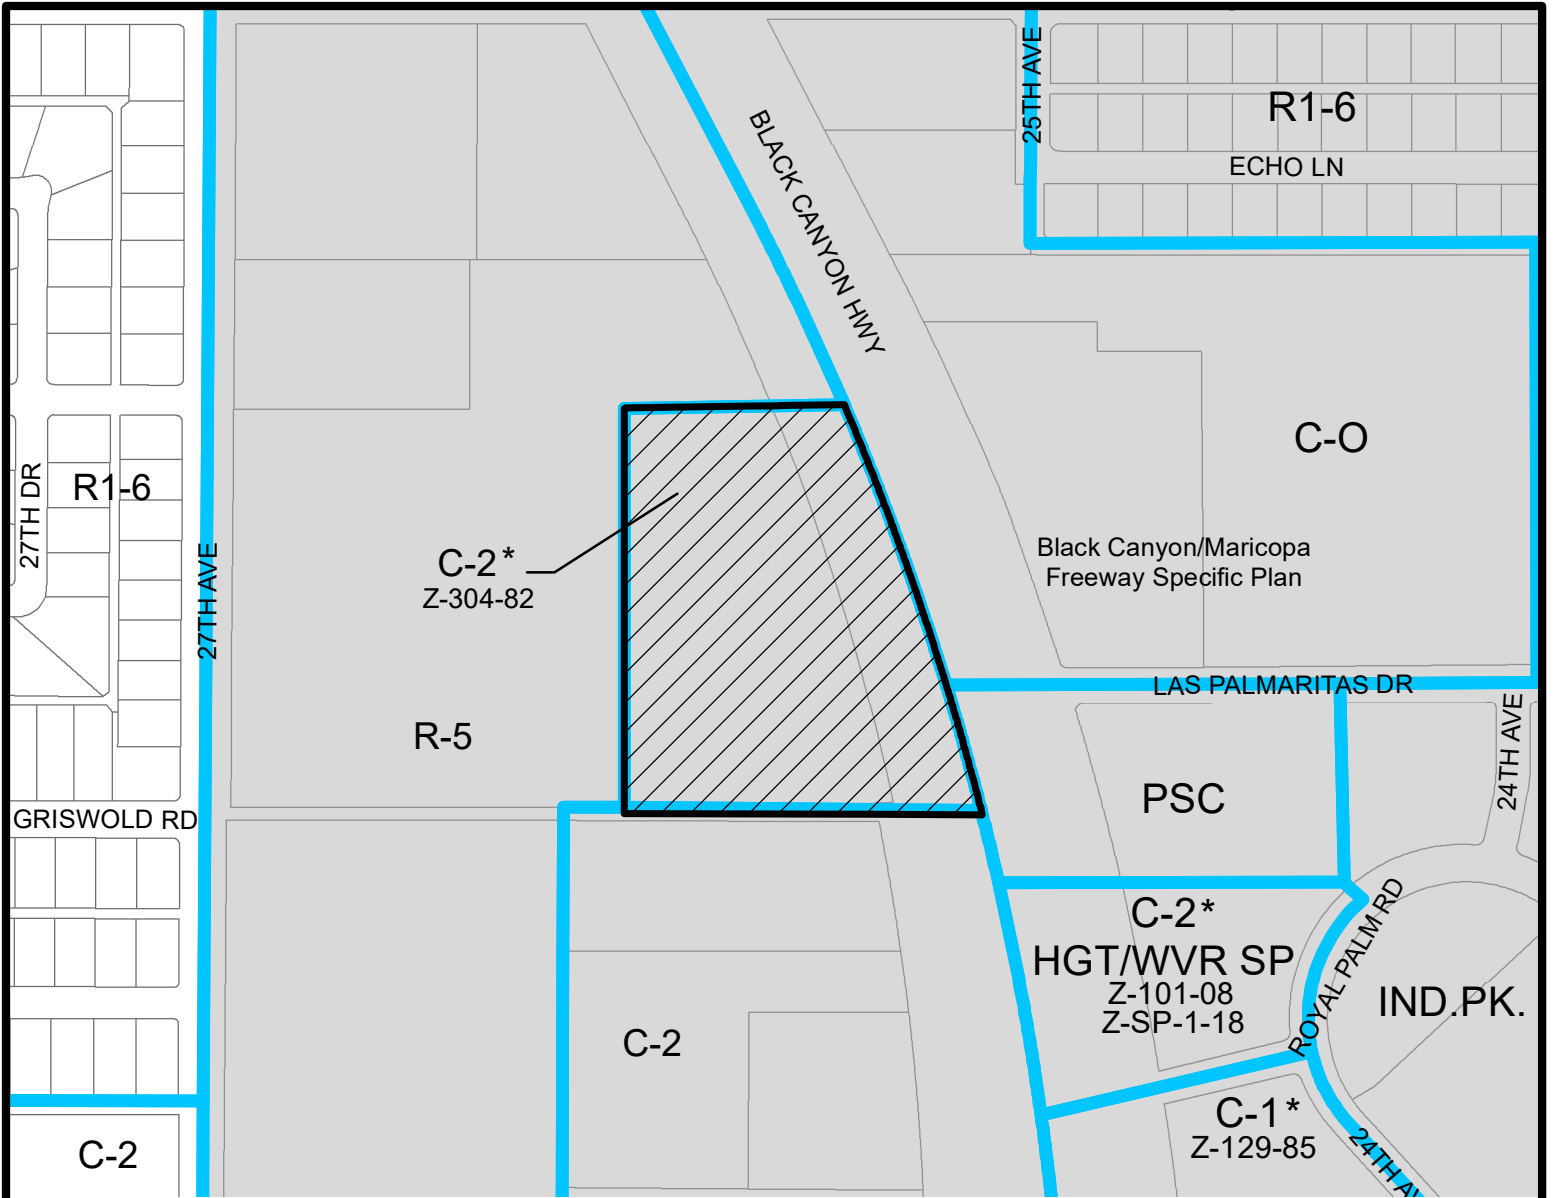 25TH AVE
R1-6
ECHO LN
BLACK CANYON HWY
C-O
R1-6
27TH DR
27TH AVE
C-2*
Z-304-82
Black Canyon/Maricopa
Freeway Specific Plan
LAS PALMARITAS DR
24TH AVE
R-5
PSC
GRISWOLD RD
C-2*
HGT/WVR SP
Z-101-08
Z-SP-1-18
ROYAL PALM RD
IND.PK.
C-2
C-1*
Z-129-85
C-2
24TH AV